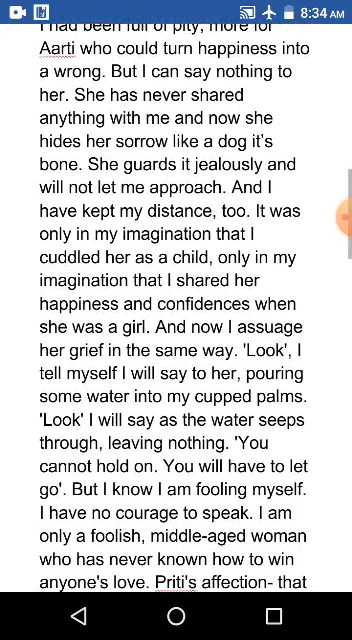 8:34 AM
I had been full of pity, more for
Aarti who could turn happiness into
a wrong. But I can say nothing to
her. She has never shared
anything with me and now she
hides her sorrow like a dog it's
bone. She guards it jealously and
will not let me approach. And I
have kept my distance, too. It was
only in my imagination that I
cuddled her as a child, only in my
imagination that I shared her
happiness and confidences when
she was a girl. And now I assuage
her grief in the same way. 'Look', I
tell myself I will say to her, pouring
some water into my cupped palms.
'Look' I will say as the water seeps
through, leaving nothing. 'You
cannot hold on. You will have to let
go'. But I know I am fooling myself.
I have no courage to speak. I am
only a foolish, middle-aged woman
who has never known how to win
anyone's love. Priti's affection- that